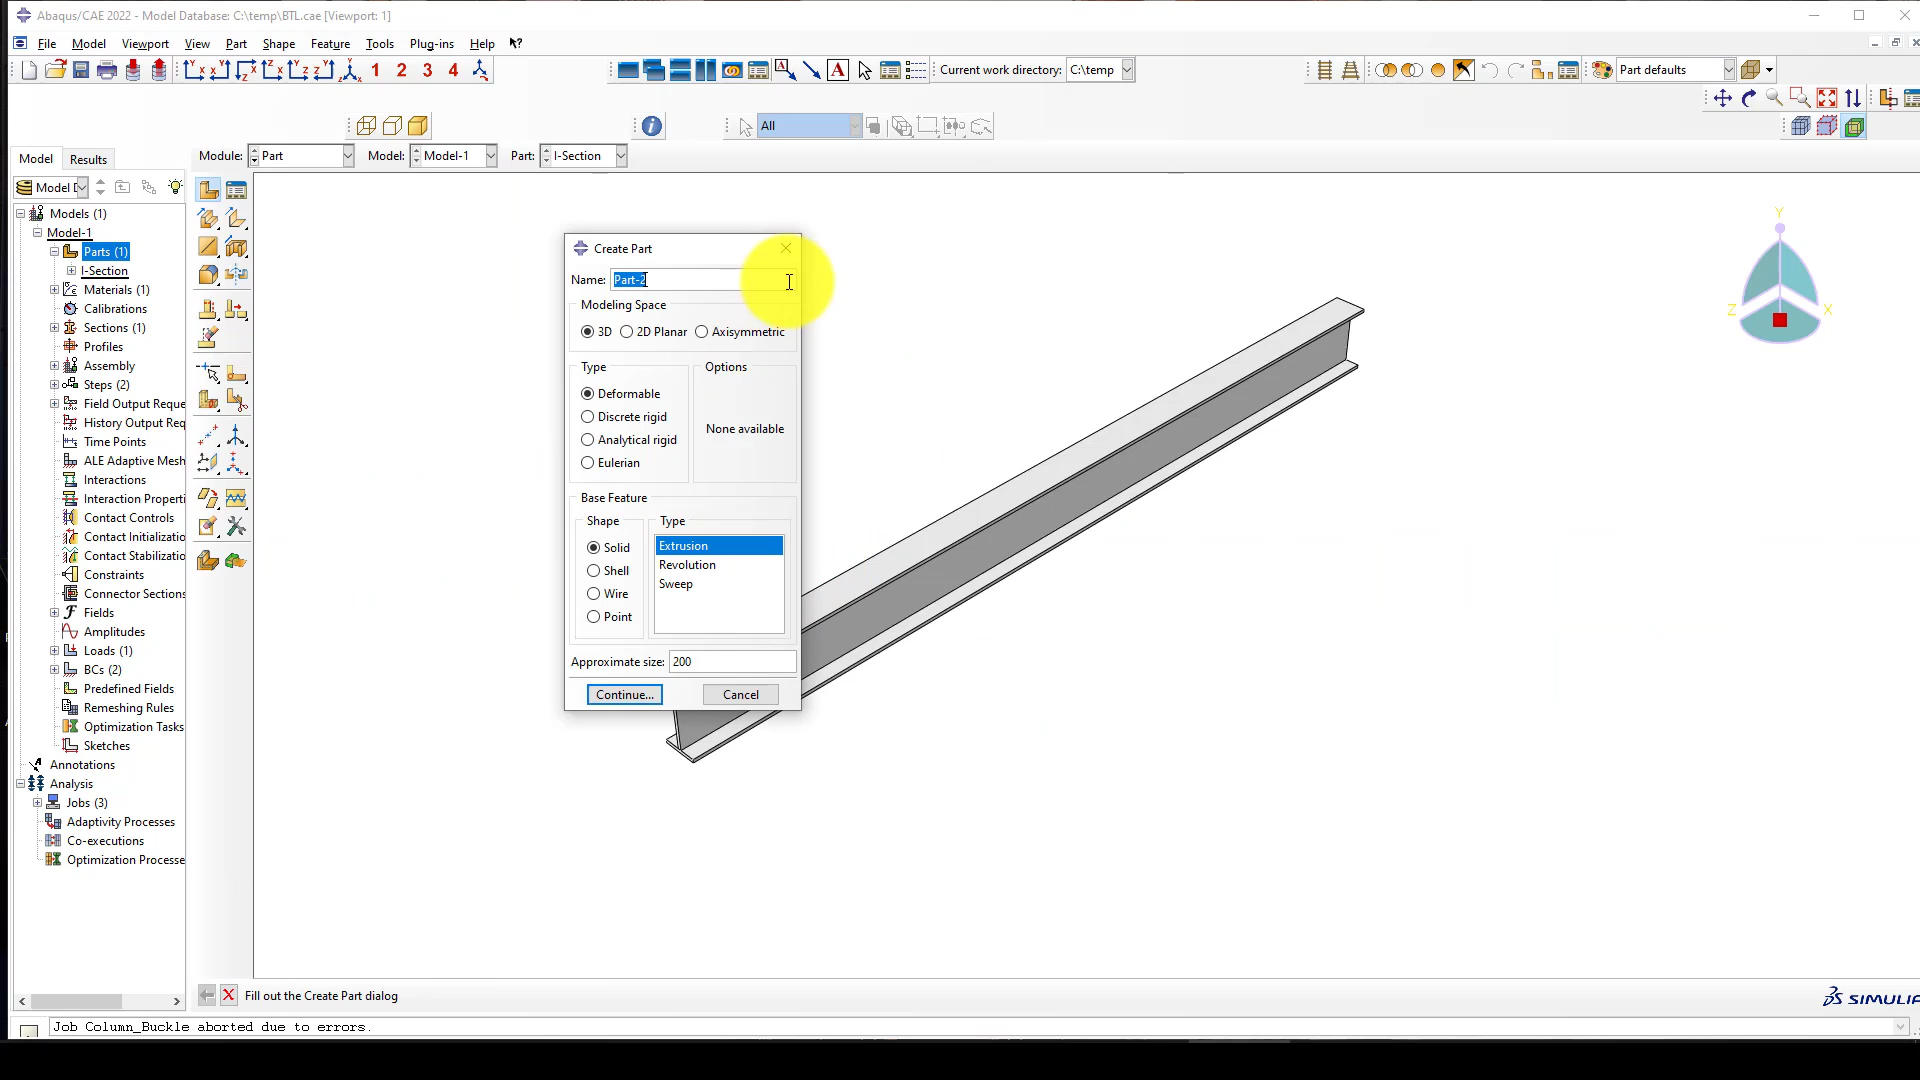 Abaqus/CAE 2022 - Model Database: C:\temp\BTL.cae [Viewport: 1]
File Model Viewport View Part Shape Feature Tools Plug-ins Help
1 2 3 4
Current work directory: C:\temp
Part defaults
All
Model Results
Module: Part Model: Model-1 Part: I-Section
Model D
Models (1)
Model-1
Parts (1)
I-Section
Materials (1)
Calibrations
Sections (1)
Profiles
Assembly
Steps (2)
Field Output Reque
History Output Req
Time Points
ALE Adaptive Mesh
Interactions
Interaction Properti
Contact Controls
Contact Initializatio
Contact Stabilizatio
Constraints
Connector Sections
Fields
Amplitudes
Loads (1)
BCs (2)
Predefined Fields
Remeshing Rules
Optimization Tasks
Sketches
Annotations
Analysis
Jobs (3)
Adaptivity Processes
Co-executions
Optimization Processe
Create Part
Name: Part-2
Modeling Space
3D 2D Planar Axisymmetric
Type
Deformable
Discrete rigid
Analytical rigid
Eulerian
Options
None available
Base Feature
Shape
Solid
Shell
Wire
Point
Type
Extrusion
Revolution
Sweep
Approximate size: 200
Continue... Cancel
Y
Z X
Fill out the Create Part dialog
SIMULI
Job Column_Buckle aborted due to errors.